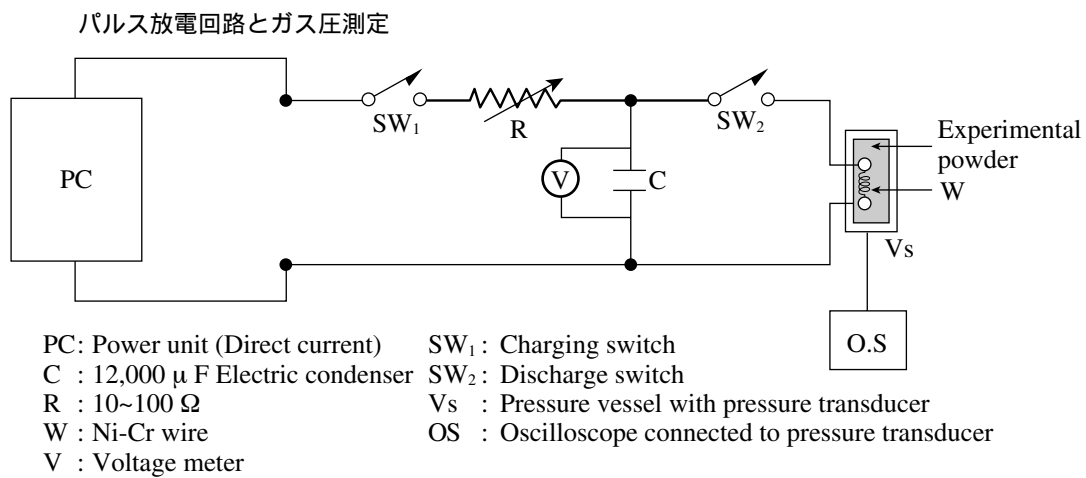 パルス放電回路とガス圧測定
PC
SW₁
R
V
C
SW₂
Experimental
powder
W
Vs
O.S
PC: Power unit (Direct current)
C : 12,000 μ F Electric condenser
R : 10~100 Ω
W : Ni-Cr wire
V : Voltage meter
SW₁ : Charging switch
SW₂ : Discharge switch
Vs : Pressure vessel with pressure transducer
OS : Oscilloscope connected to pressure transducer